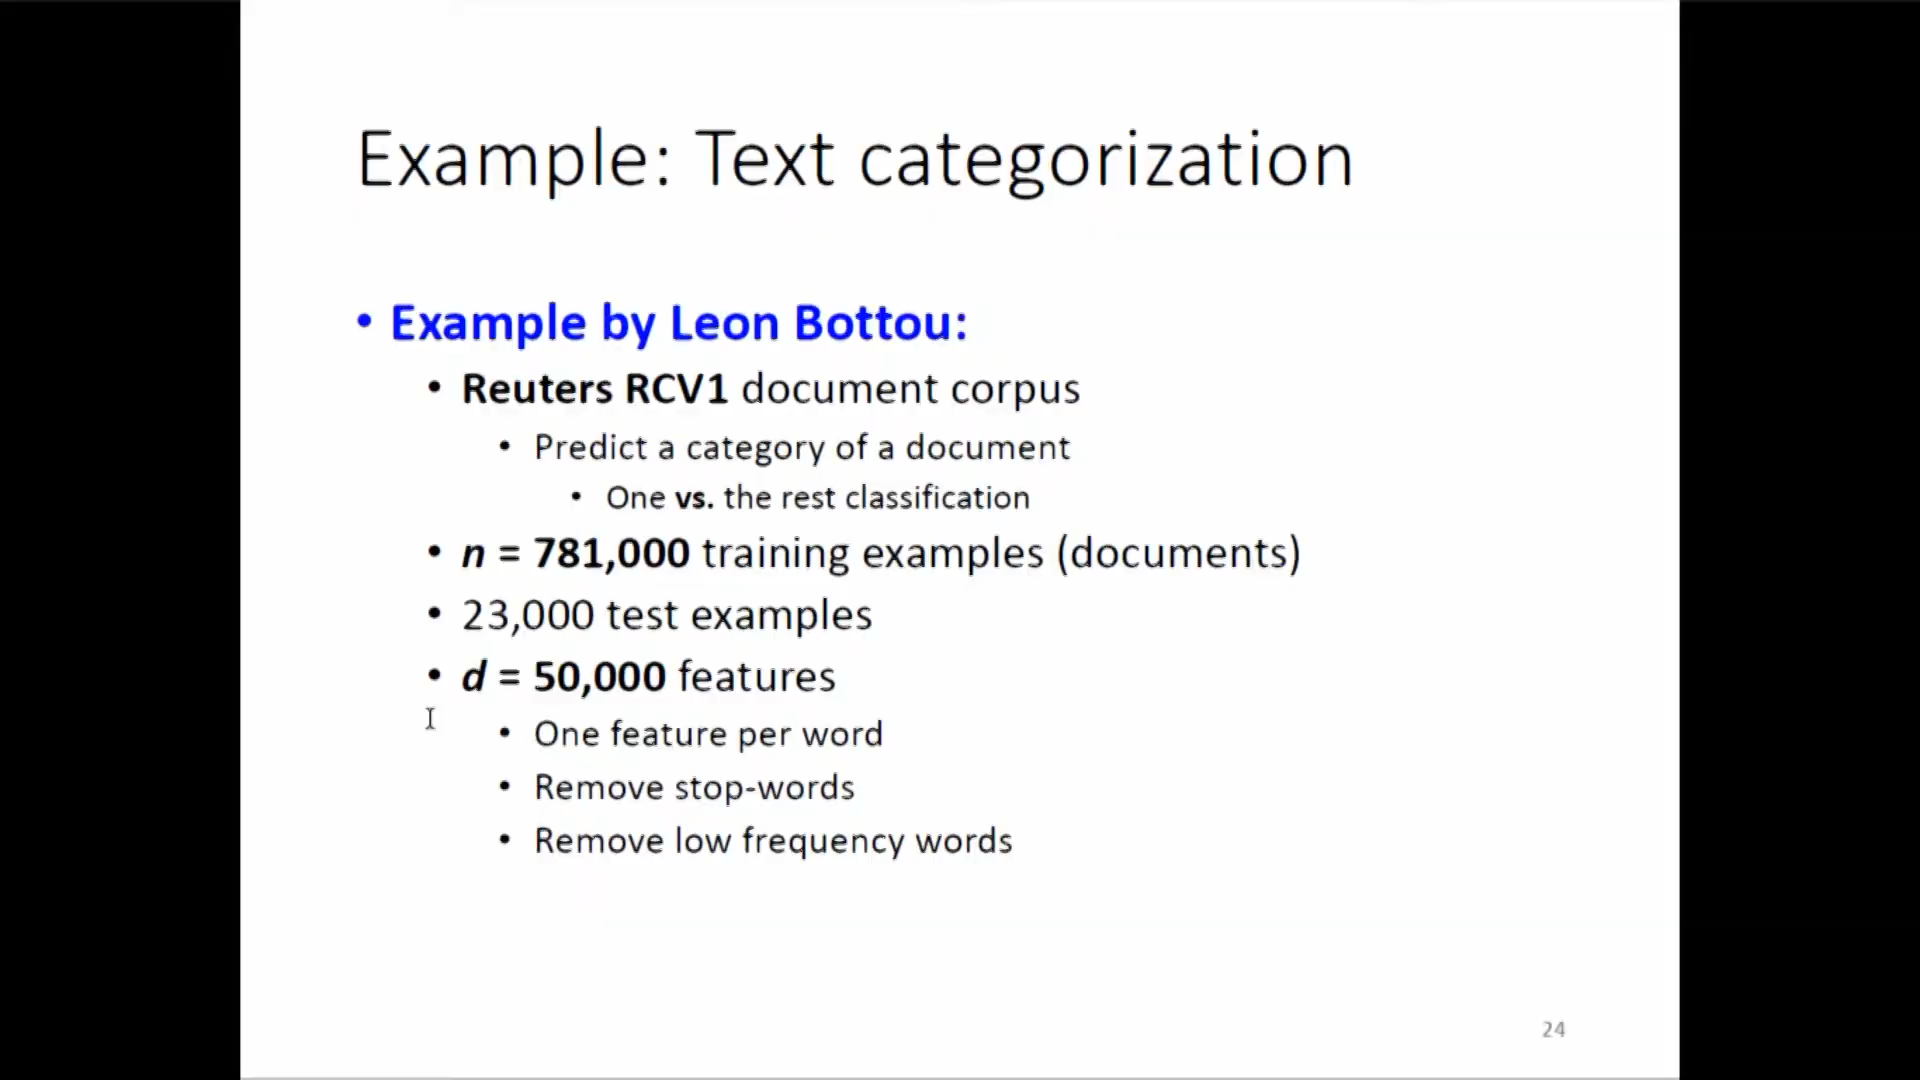 Example: Text categorization
• Example by Leon Bottou:
• Reuters RCV1 document corpus
• Predict a category of a document
• One vs. the rest classification
• n = 781,000 training examples (documents)
• 23,000 test examples
• d = 50,000 features
• One feature per word
• Remove stop-words
• Remove low frequency words
24